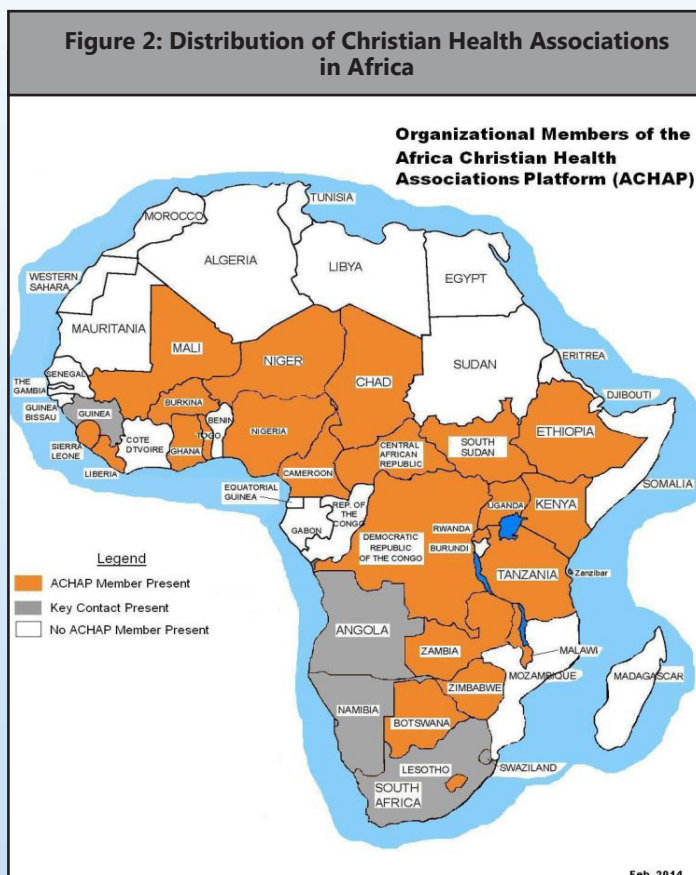 Figure 2: Distribution of Christian Health Associations
in Africa
Organizational Members of the
Africa Christian Health
Associations Platform (ACHAP)
TUNISIA
MOROCCO
ALGERIA
LIBYA
EGYPT
WESTERN
SAHARA
MAURITANIA
MALI
NIGER
CHAD
SUDAN
ERITREA
SENEGAL
THE
GAMBIA
DJIBOUTI
GUINEA
BISSAU
GUINEA
BURKINA
BENIN
NIGERIA
ETHIOPIA
SIERRA
LEONE
COTE
D'TVOIRE
GHANA
TOGO
CENTRAL
AFRICAN
REPUBLIC
SOUTH
SUDAN
LIBERIA
CAMEROON
SOMALIA
EQUATORIAL
GUINEA
REP. OF THE
CONGO
UGANDA
KENYA
GABON
DEMOCRATIC
REPUBLIC
OF THE CONGO
RWANDA
BURUNDI
Legend
ACHAP Member Present
Key Contact Present
No ACHAP Member Present
TANZANIA
Zanzibar
ANGOLA
ZAMBIA
MALAWI
MOZAMBIQUE
MADAGASCAR
ZIMBABWE
NAMIBIA
BOTSWANA
LESOTHO
SWAZILAND
SOUTH
AFRICA
Feb, 2014